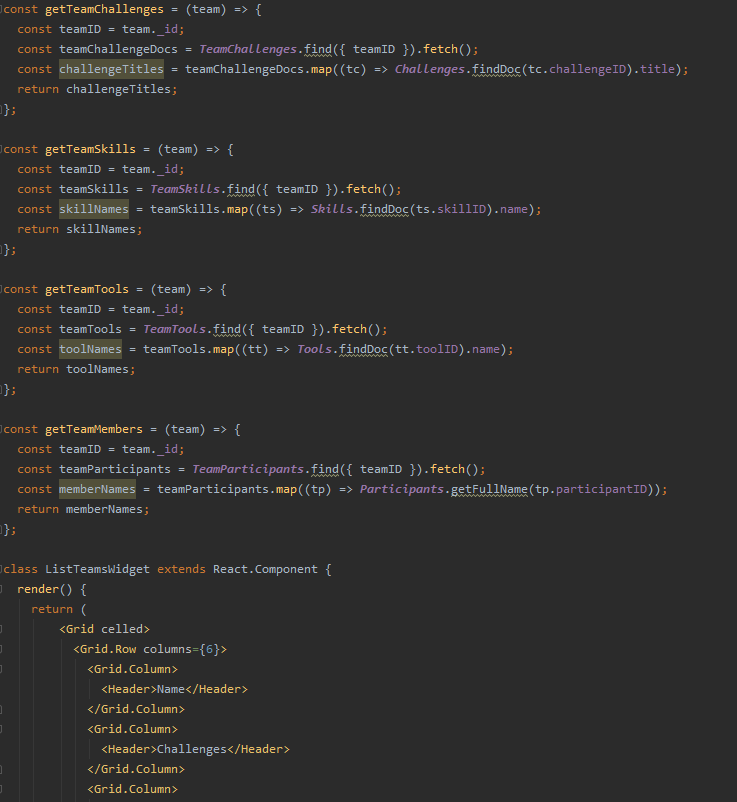 const getTeamChallenges = (team) => {
  const teamID = team._id;
  const teamChallengeDocs = TeamChallenges.find({ teamID }).fetch();
  const challengeTitles = teamChallengeDocs.map((tc) => Challenges.findDoc(tc.challengeID).title);
  return challengeTitles;
};

const getTeamSkills = (team) => {
  const teamID = team._id;
  const teamSkills = TeamSkills.find({ teamID }).fetch();
  const skillNames = teamSkills.map((ts) => Skills.findDoc(ts.skillID).name);
  return skillNames;
};

const getTeamTools = (team) => {
  const teamID = team._id;
  const teamTools = TeamTools.find({ teamID }).fetch();
  const toolNames = teamTools.map((tt) => Tools.findDoc(tt.toolID).name);
  return toolNames;
};

const getTeamMembers = (team) => {
  const teamID = team._id;
  const teamParticipants = TeamParticipants.find({ teamID }).fetch();
  const memberNames = teamParticipants.map((tp) => Participants.getFullName(tp.participantID));
  return memberNames;
};

class ListTeamsWidget extends React.Component {
  render() {
    return (
        <Grid celled>
          <Grid.Row columns={6}>
            <Grid.Column>
              <Header>Name</Header>
            </Grid.Column>
            <Grid.Column>
              <Header>Challenges</Header>
            </Grid.Column>
            <Grid.Column>